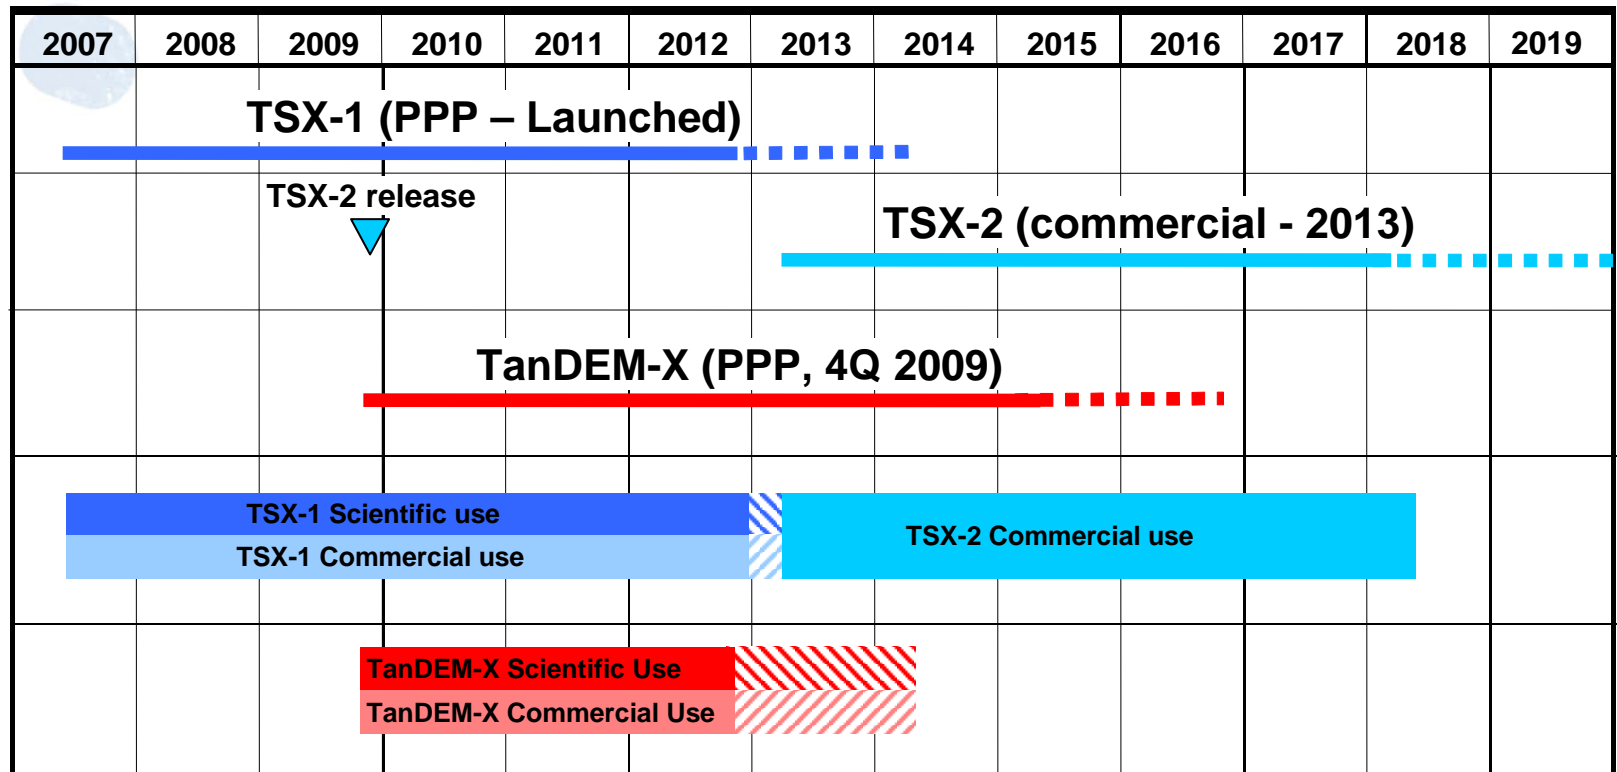 2007 2008 2009 2010 2011 2012 2013 2014 2015 2016 2017 2018 2019
TSX-1 (PPP – Launched)
TSX-2 release
TSX-2 (commercial - 2013)
TanDEM-X (PPP, 4Q 2009)
TSX-1 Scientific use
TSX-1 Commercial use
TSX-2 Commercial use
TanDEM-X Scientific Use
TanDEM-X Commercial Use